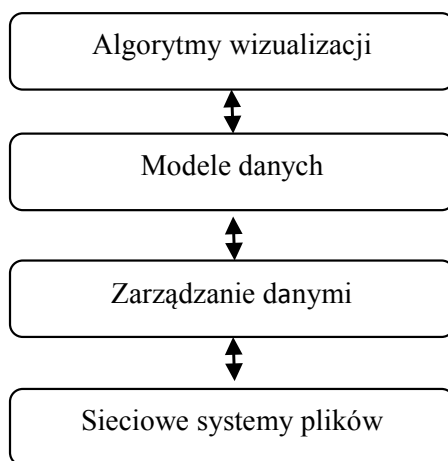 Algorytmy wizualizacji
Modele danych
Zarządzanie danymi
Sieciowe systemy plików